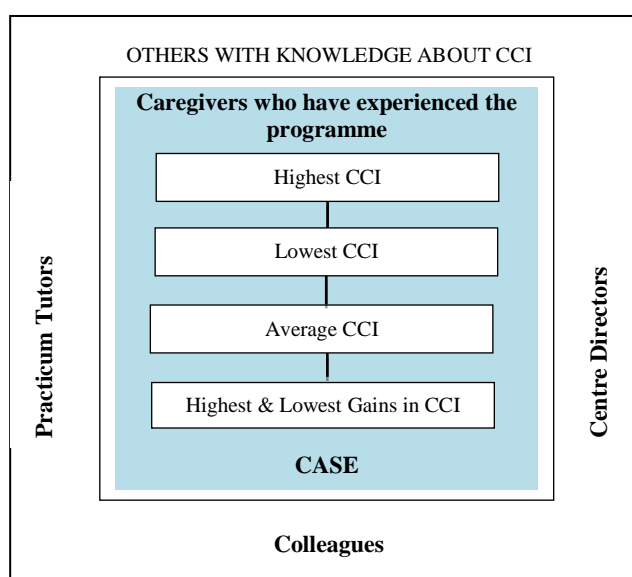 OTHERS WITH KNOWLEDGE ABOUT CCI
Caregivers who have experienced the
programme
Highest CCI
Lowest CCI
Average CCI
Highest & Lowest Gains in CCI
CASE
Practicum Tutors
Centre Directors
Colleagues